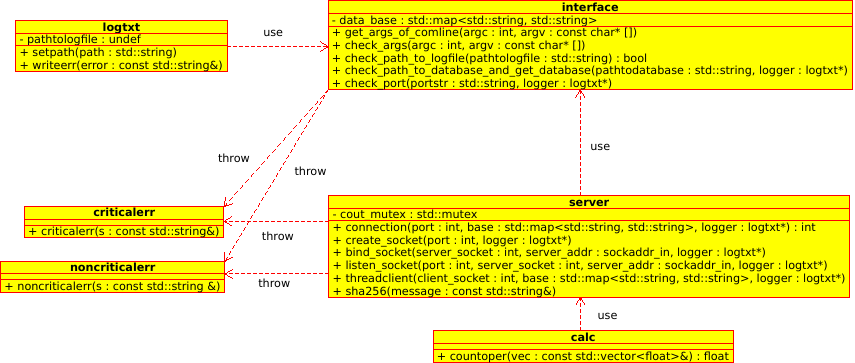 logtxt
- pathtologfile : undef
+ setpath(path : std::string)
+ writeerr(error : const std::string&)
use
interface
- data_base : std::map<std::string, std::string>
+ get_args_of_comline(argc : int, argv : const char* [])
+ check_args(argc : int, argv : const char* [])
+ check_path_to_logfile(pathtologfile : std::string) : bool
+ check_path_to_database_and_get_database(pathtodatabase : std::string, logger : logtxt*)
+ check_port(portstr : std::string, logger : logtxt*)
throw
throw
use
criticalerr
+ criticalerr(s : const std::string&)
throw
noncriticalerr
+ noncriticalerr(s : const std::string &)
throw
server
- cout_mutex : std::mutex
+ connection(port : int, base : std::map<std::string, std::string>, logger : logtxt*) : int
+ create_socket(port : int, logger : logtxt*)
+ bind_socket(server_socket : int, server_addr : sockaddr_in, logger : logtxt*)
+ listen_socket(port : int, server_socket : int, server_addr : sockaddr_in, logger : logtxt*)
+ threadclient(client_socket : int, base : std::map<std::string, std::string>, logger : logtxt*)
+ sha256(message : const std::string&)
use
calc
+ countoper(vec : const std::vector<float>&) : float